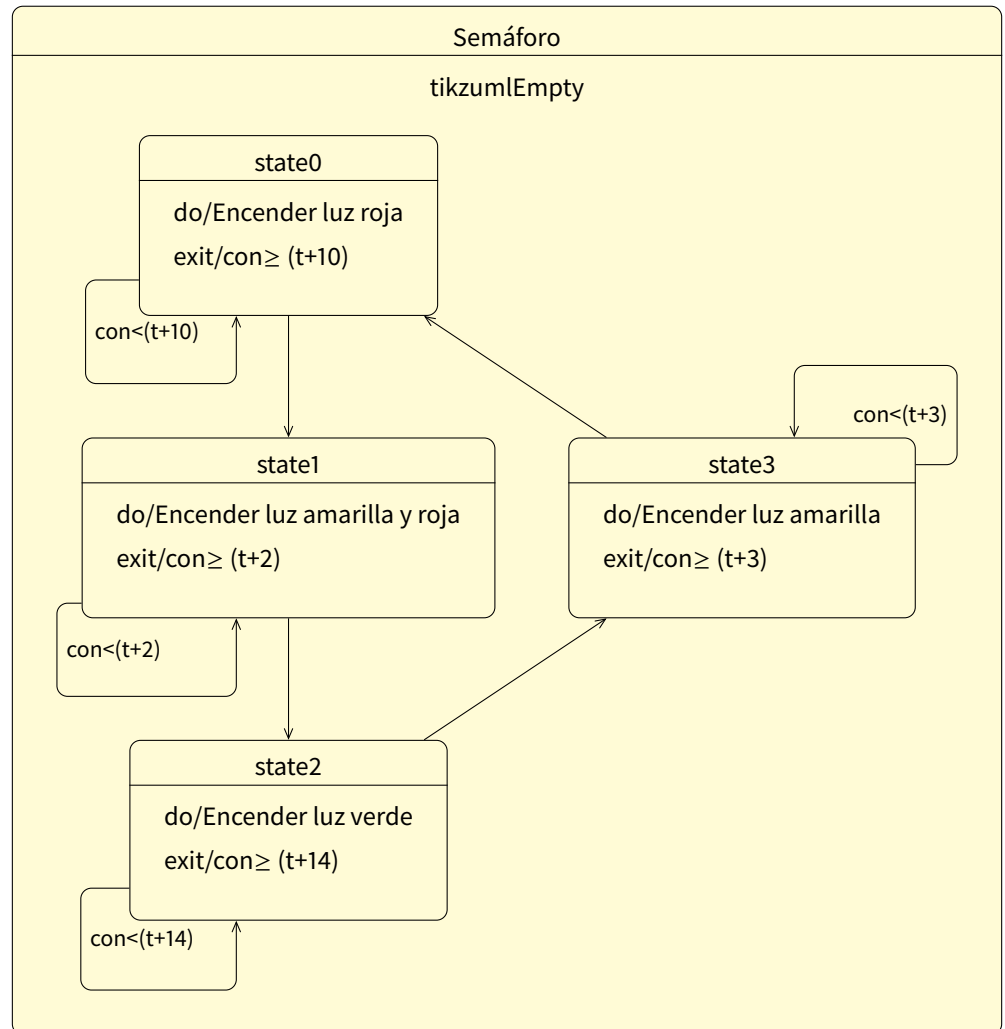 Semáforo
tikzumlEmpty
state0
do/Encender luz roja
exit/con≥ (t+10)
con<(t+10)
con<(t+3)
state1
do/Encender luz amarilla y roja
exit/con≥ (t+2)
con<(t+2)
state3
do/Encender luz amarilla
exit/con≥ (t+3)
state2
do/Encender luz verde
exit/con≥ (t+14)
con<(t+14)